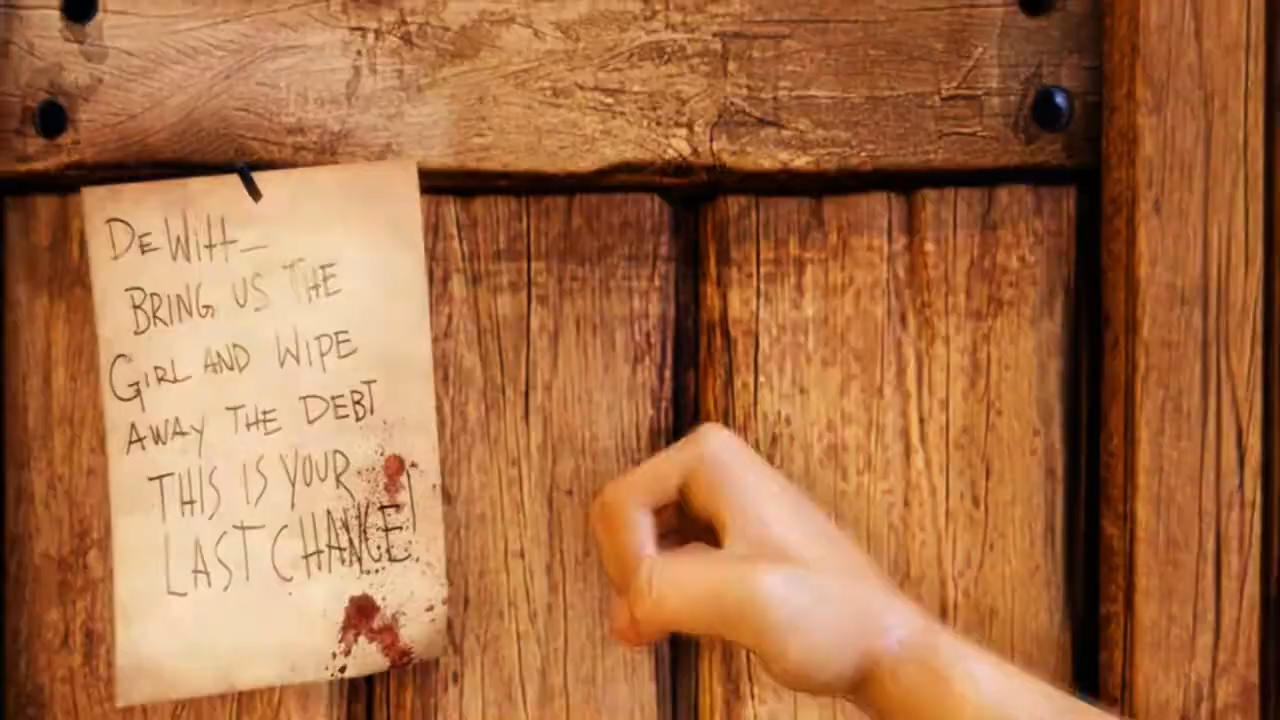 DeWitt—
BRING US THE
GIRL AND WIPE
AWAY THE DEBT
THIS IS YOUR
LAST CHANCE!